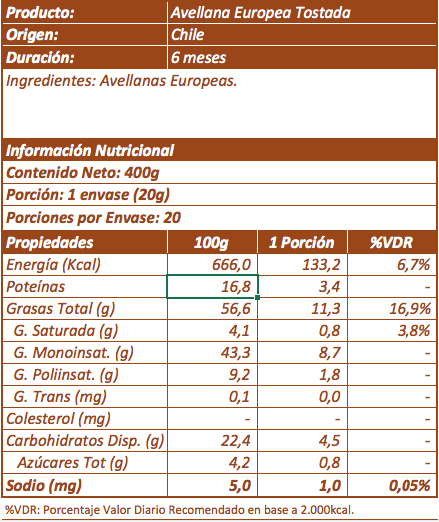 Producto: Avellana Europea Tostada
Origen: Chile
Duración: 6 meses
Ingredientes: Avellanas Europeas.
Información Nutricional
Contenido Neto: 400g
Porción: 1 envase (20g)
Porciones por Envase: 20
Propiedades 100g 1 Porción %VDR
Energía (Kcal) 666,0 133,2 6,7%
Poteínas 16,8 3,4 -
Grasas Total (g) 56,6 11,3 16,9%
G. Saturada (g) 4,1 0,8 3,8%
G. Monoinsat. (g) 43,3 8,7 -
G. Poliinsat. (g) 9,2 1,8 -
G. Trans (mg) 0,1 0,0 -
Colesterol (mg) - - -
Carbohidratos Disp. (g) 22,4 4,5 -
Azúcares Tot (g) 4,2 0,8 -
Sodio (mg) 5,0 1,0 0,05%
%VDR: Porcentaje Valor Diario Recomendado en base a 2.000kcal.